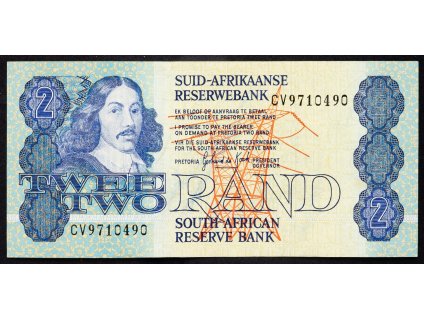 2
SUID-AFRIKAANSE
RESERWEBANK
CV9710490
EK BELOOF OP AANVRAAG TE BETAAL
AAN TOONDER TE PRETORIA TWEE RAND
I PROMISE TO PAY THE BEARER
ON DEMAND AT PRETORIA TWO RAND
VIR DIE SUID-AFRIKAANSE RESERWEBANK
FOR THE SOUTH AFRICAN RESERVE BANK
PRETORIA
PRESIDENT
GOVERNOR
TWEE
TWO
RAND
2
CV9710490
SOUTH AFRICAN
RESERVE BANK